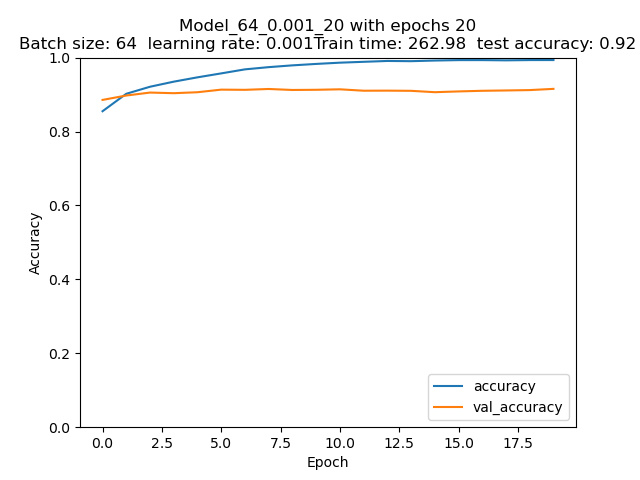 Model_64_0.001_20 with epochs 20
Batch size: 64  learning rate: 0.001Train time: 262.98  test accuracy: 0.92
1.0
0.8
0.6
0.4
0.2
0.0
Accuracy
accuracy
val_accuracy
0.0 2.5 5.0 7.5 10.0 12.5 15.0 17.5
Epoch